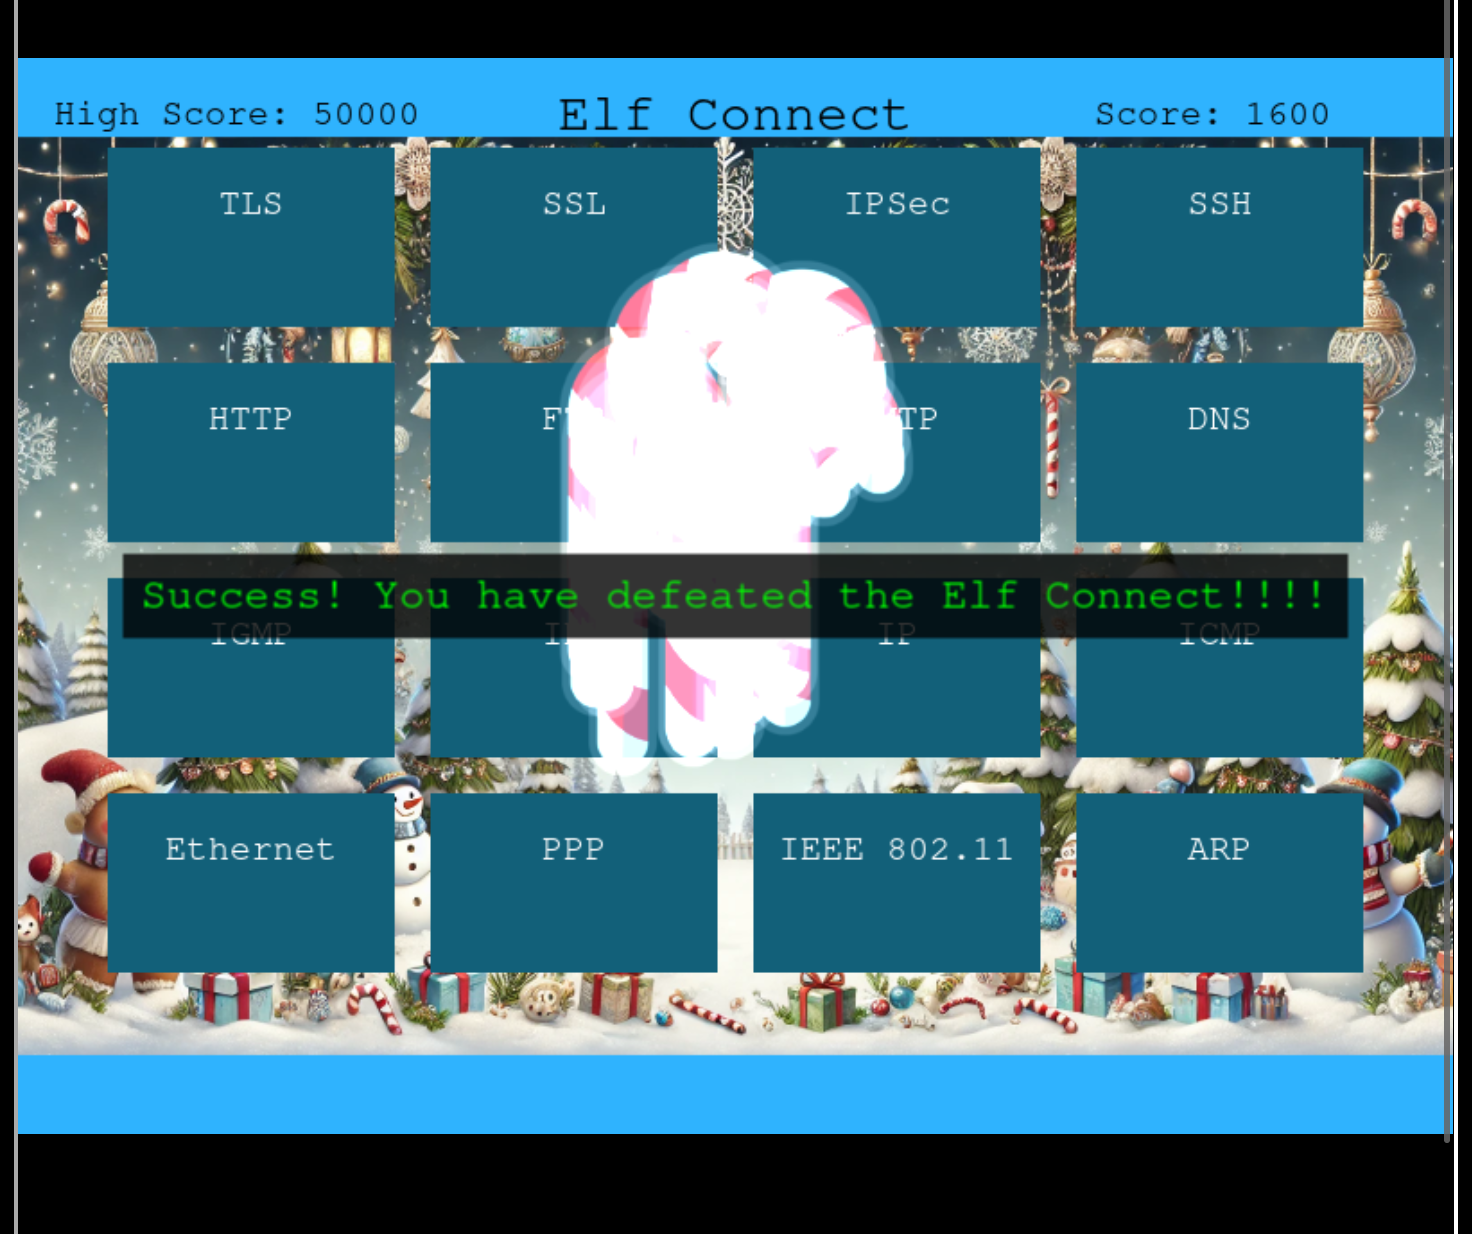 High Score: 50000
Elf Connect
Score: 1600
TLS
SSL
IPSec
SSH
HTTP
DNS
Success! You have defeated the Elf Connect!!!!
IGMP
IP
ICMP
Ethernet
PPP
IEEE 802.11
ARP